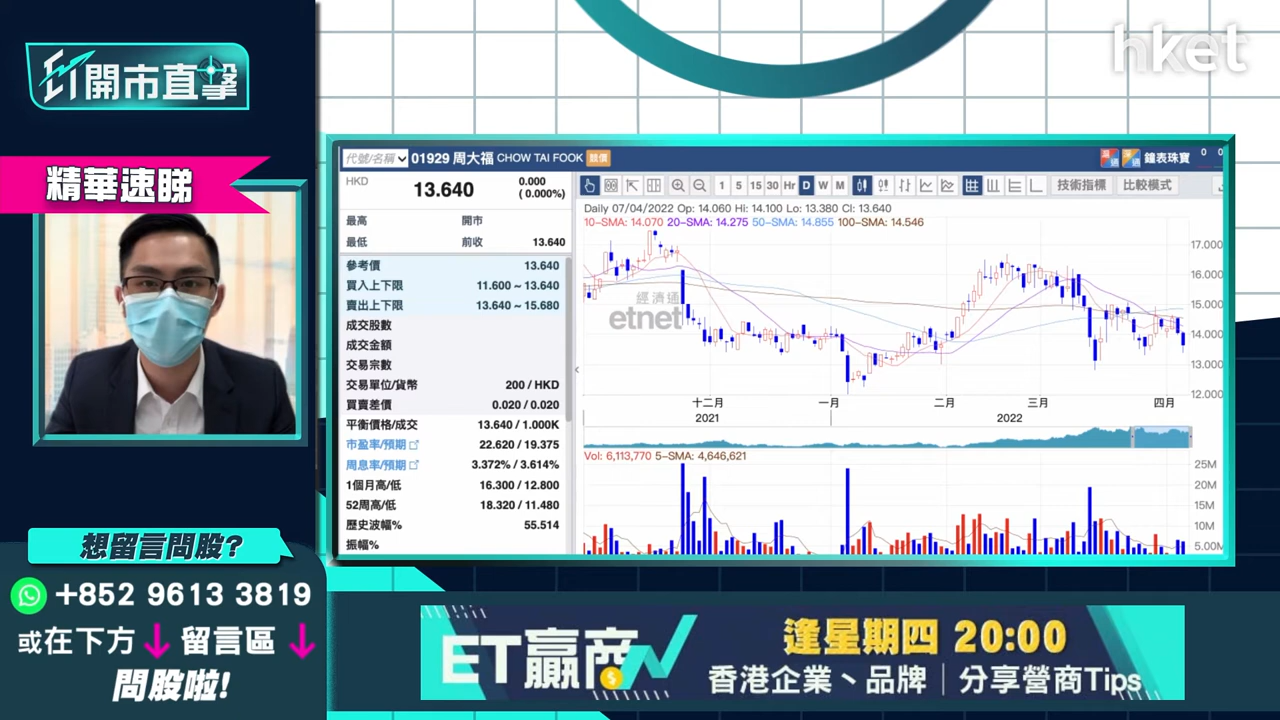 hket
ET開市直擊
精華速睇
代號/名稱
01929 周大福 CHOW TAI FOOK 競價
鐘表珠寶
0
0
HKD
13.640
0.000
( 0.000%)
最高
開市
最低
前收
13.640
參考價 13.640
買入上下限 11.600 ~ 13.640
賣出上下限 13.640 ~ 15.680
成交股數
成交金額
交易宗數
交易單位/貨幣 200 / HKD
買賣差價 0.020 / 0.020
平衡價格/成交 13.640 / 1.000K
市盈率/預期 22.620 / 19.375
周息率/預期 3.372% / 3.614%
1個月高/低 16.300 / 12.800
52周高/低 18.320 / 11.480
歷史波幅% 55.514
振幅%
1 5 15 30 Hr D W M
技術指標
比較模式
Daily 07/04/2022 Op: 14.060 Hi: 14.100 Lo: 13.380 Cl: 13.640
10-SMA: 14.070 20-SMA: 14.275 50-SMA: 14.855 100-SMA: 14.546
17.000
16.000
15.000
14.000
13.000
12.000
經濟通
etnet
十二月 一月 二月 三月 四月
2021 2022
Vol: 6,113,770 5-SMA: 4,646,621
25M
20M
15M
10M
5.00M
想留言問股?
+852 9613 3819
或在下方 留言區
問股啦!
ET贏商
$
逢星期四 20:00
香港企業、品牌｜分享營商Tips